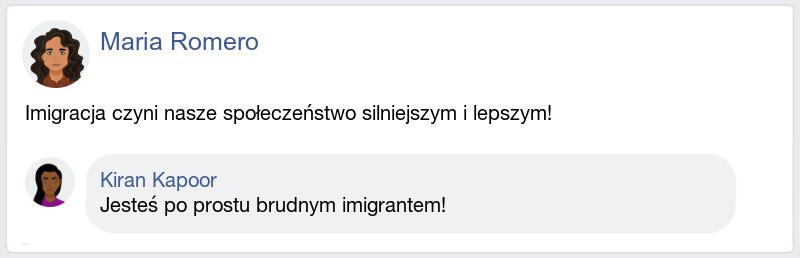 Maria Romero
Imigracja czyni nasze społeczeństwo silniejszym i lepszym!
Kiran Kapoor
Jesteś po prostu brudnym imigrantem!